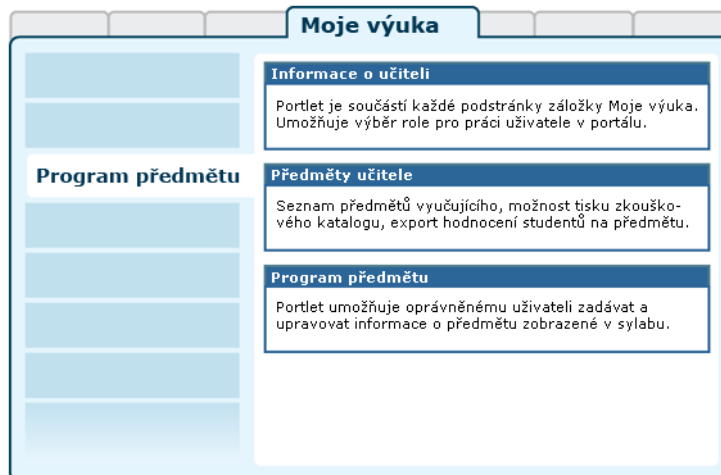 Moje výuka
Informace o učiteli
Portlet je součástí každé podstránky záložky Moje výuka.
Umožňuje výběr role pro práci uživatele v portálu.
Program předmětu
Předměty učitele
Seznam předmětů vyučujícího, možnost tisku zkouško-
vého katalogu, export hodnocení studentů na předmětu.
Program předmětu
Portlet umožňuje oprávněnému uživateli zadávat a
upravovat informace o předmětu zobrazené v sylabu.